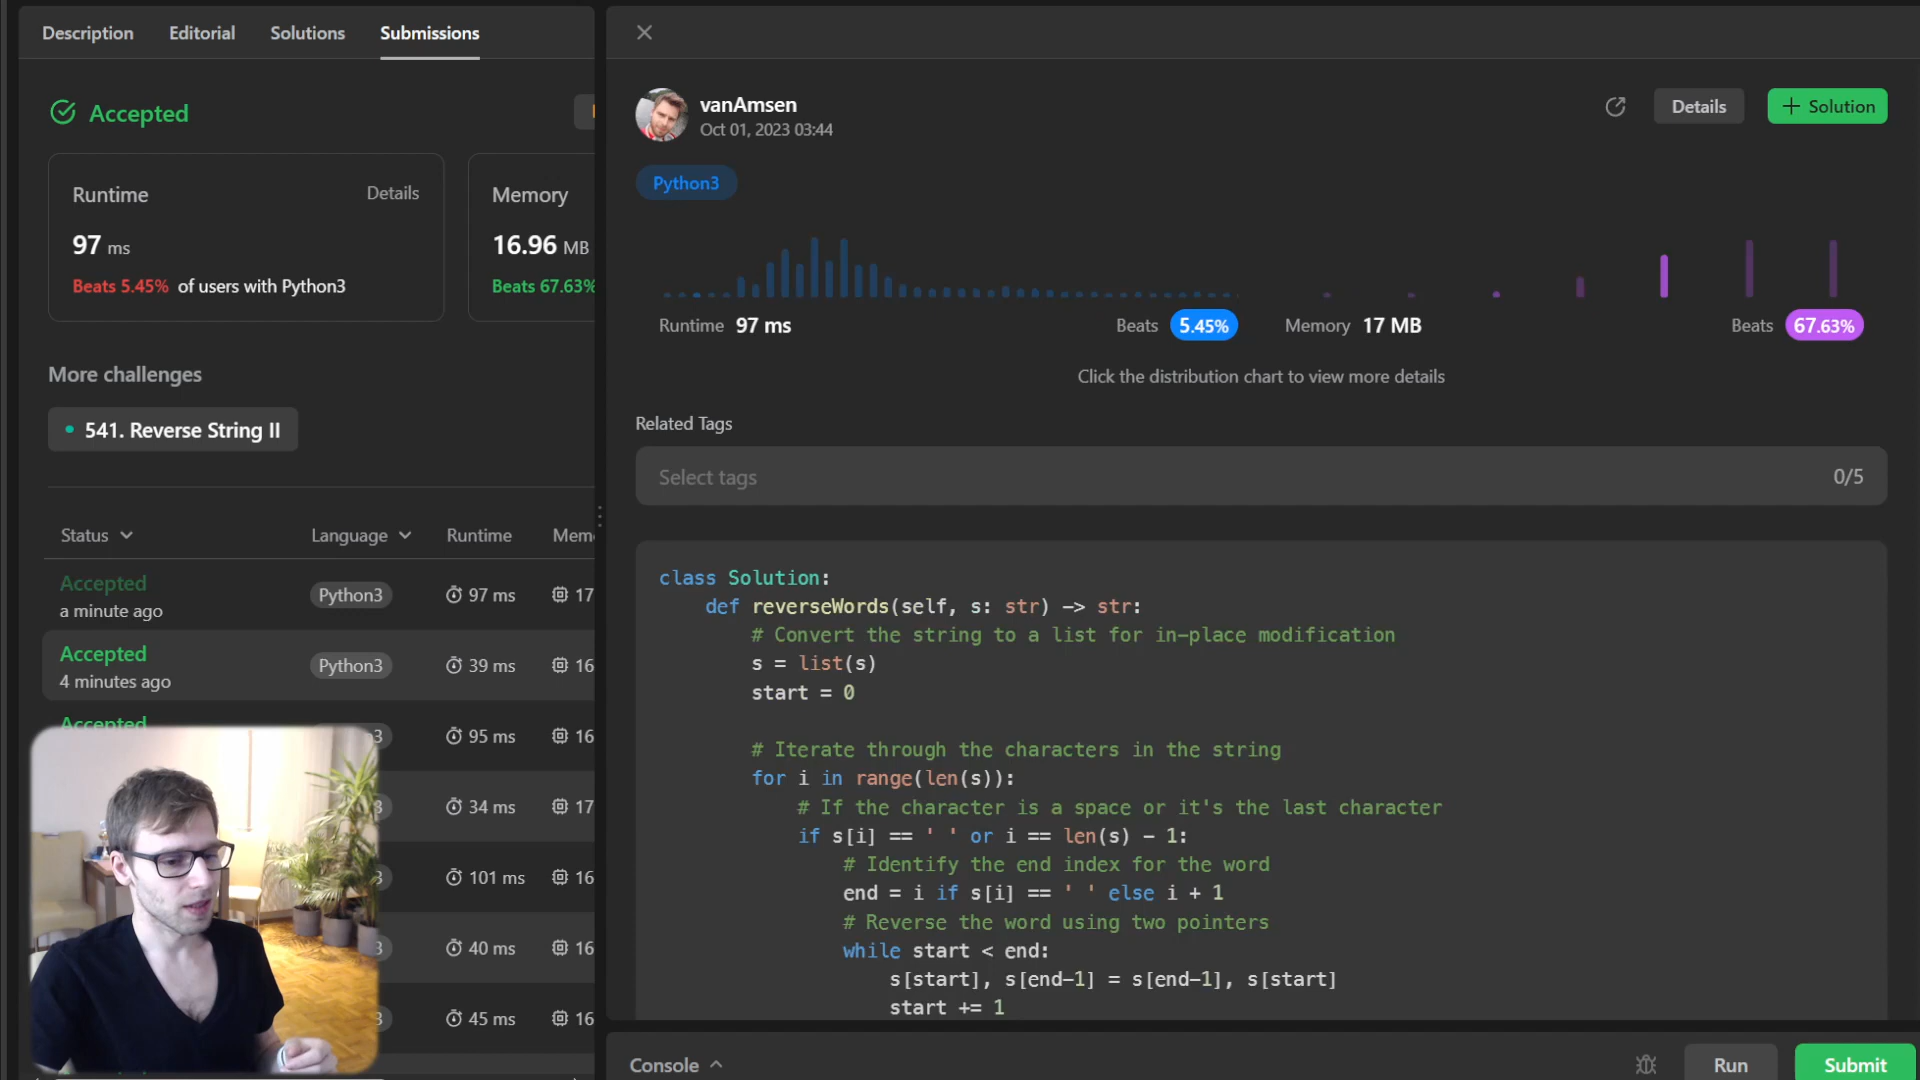 Description Editorial Solutions Submissions
Accepted
Runtime Details
97 ms
Beats 5.45% of users with Python3
Memory
16.96 MB
Beats 67.63%
More challenges
541. Reverse String II
Status Language Runtime
Accepted
a minute ago
Python3 97 ms 17
Accepted
4 minutes ago
Python3 39 ms 16
Accepted
3 95 ms 16
3 34 ms 17
3 101 ms 16
3 40 ms 16
3 45 ms 16
vanAmsen
Oct 01, 2023 03:44
Details + Solution
Python3
Runtime 97 ms Beats 5.45% Memory 17 MB Beats 67.63%
Click the distribution chart to view more details
Related Tags
Select tags 0/5
class Solution:
def reverseWords(self, s: str) -> str:
# Convert the string to a list for in-place modification
s = list(s)
start = 0
# Iterate through the characters in the string
for i in range(len(s)):
# If the character is a space or it's the last character
if s[i] == ' ' or i == len(s) - 1:
# Identify the end index for the word
end = i if s[i] == ' ' else i + 1
# Reverse the word using two pointers
while start < end:
s[start], s[end-1] = s[end-1], s[start]
start += 1
Console Run Submit